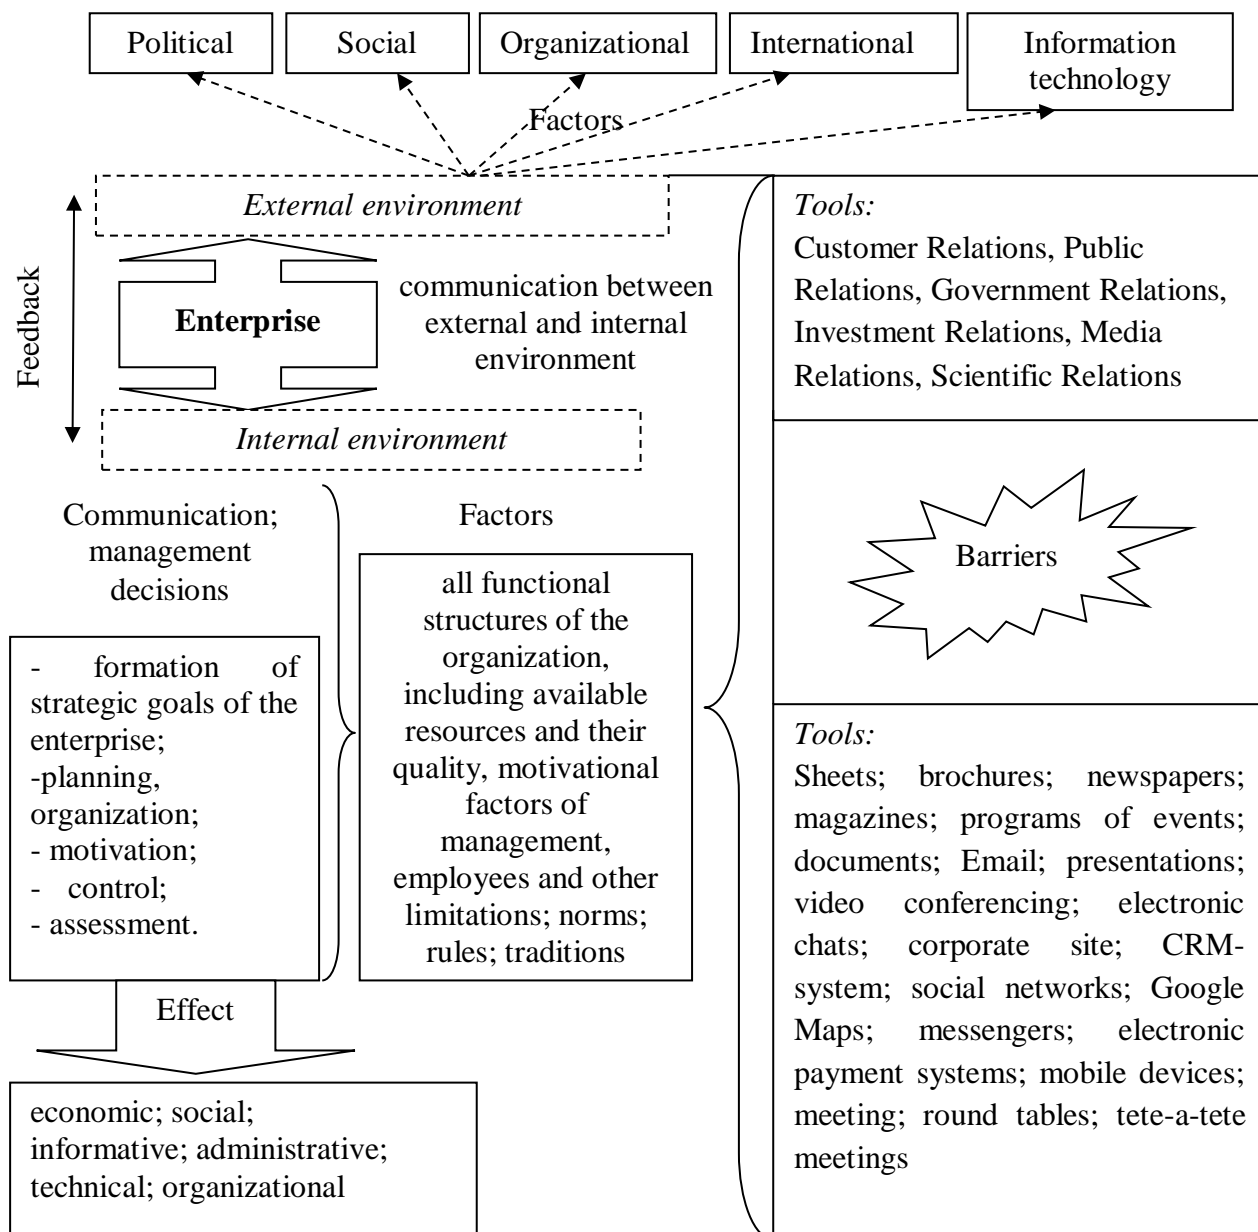 Political
Social
Organizational
International
Information
technology
Factors
External environment
Feedback
Enterprise
communication between
external and internal
environment
Internal environment
Tools:
Customer Relations, Public
Relations, Government Relations,
Investment Relations, Media
Relations, Scientific Relations
Barriers
Communication;
management
decisions
- formation of
strategic goals of the
enterprise;
-planning,
organization;
- motivation;
- control;
- assessment.
Factors
all functional
structures of the
organization,
including available
resources and their
quality, motivational
factors of
management,
employees and other
limitations; norms;
rules; traditions
Tools:
Sheets; brochures; newspapers;
magazines; programs of events;
documents; Email; presentations;
video conferencing; electronic
chats; corporate site; CRM-
system; social networks; Google
Maps; messengers; electronic
payment systems; mobile devices;
meeting; round tables; tete-a-tete
meetings
Effect
economic; social;
informative; administrative;
technical; organizational